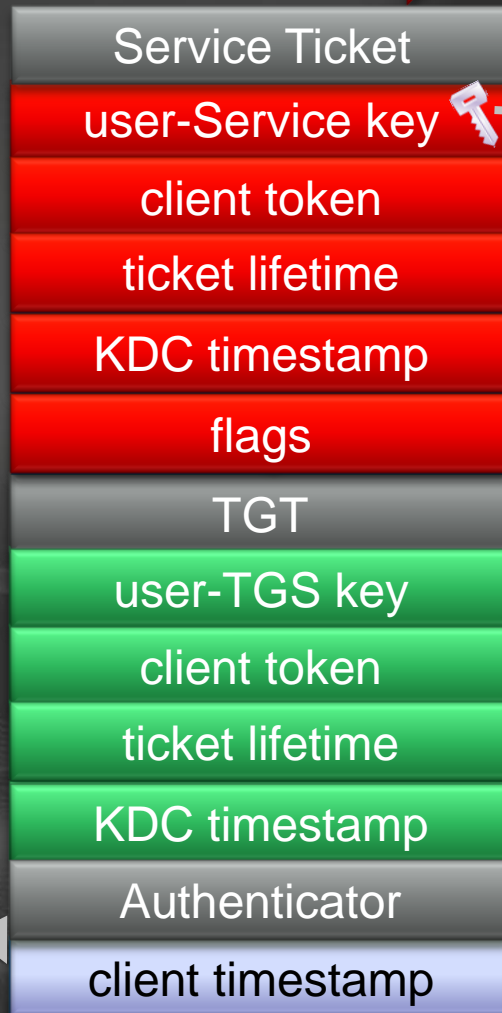 Service Ticket
user-Service key
client token
ticket lifetime
KDC timestamp
flags
TGT
user-TGS key
client token
ticket lifetime
KDC timestamp
Authenticator
client timestamp